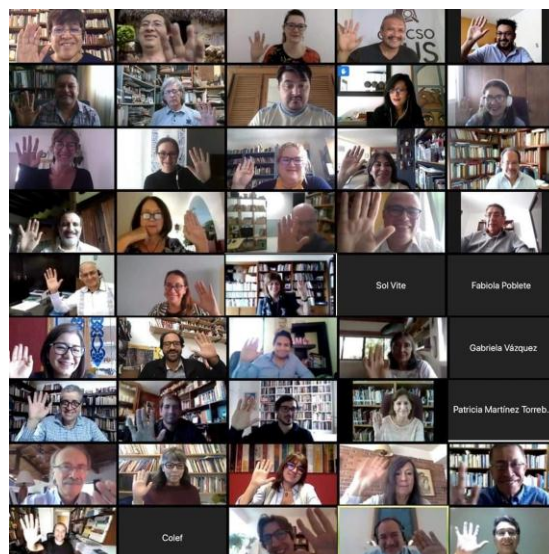 Sol Vite
Fabiola Poblete
Gabriela Vázquez
Patricia Martínez Torreb.
Colef